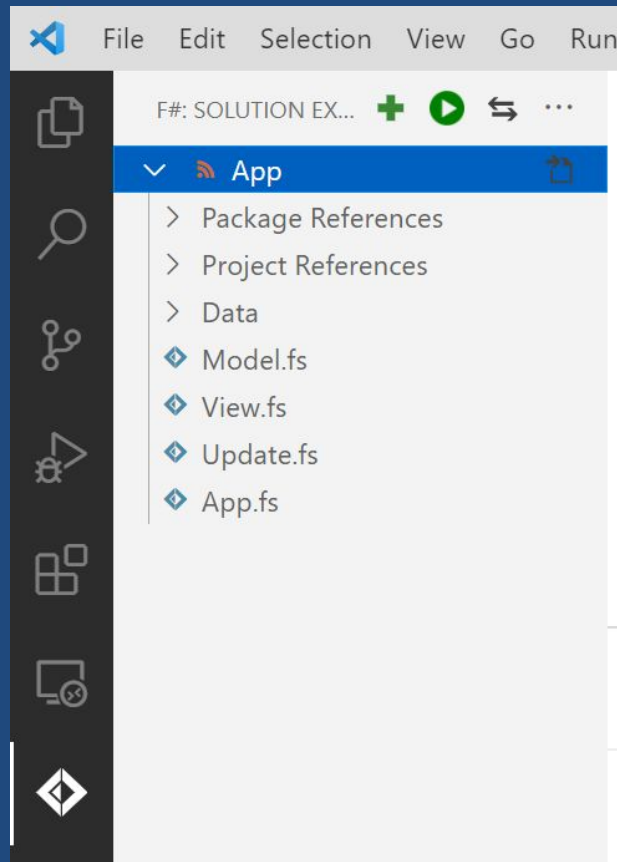 File Edit Selection View Go Run
F#: SOLUTION EX...
App
Package References
Project References
Data
Model.fs
View.fs
Update.fs
App.fs